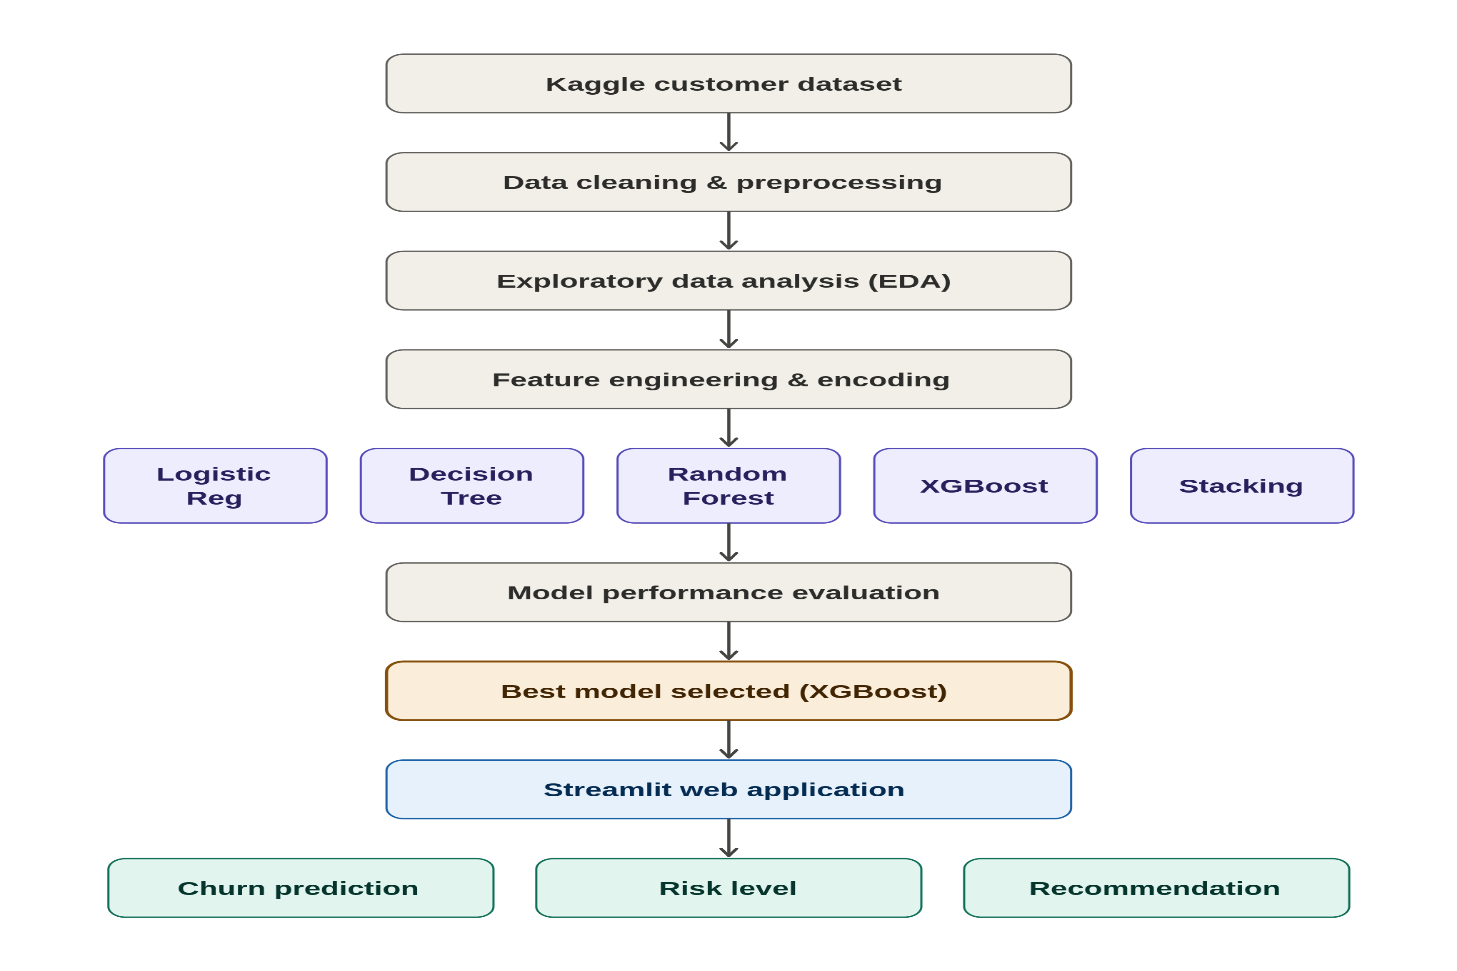 Kaggle customer dataset
Data cleaning & preprocessing
Exploratory data analysis (EDA)
Feature engineering & encoding
Logistic
Reg
Decision
Tree
Random
Forest
XGBoost
Stacking
Model performance evaluation
Best model selected (XGBoost)
Streamlit web application
Churn prediction
Risk level
Recommendation